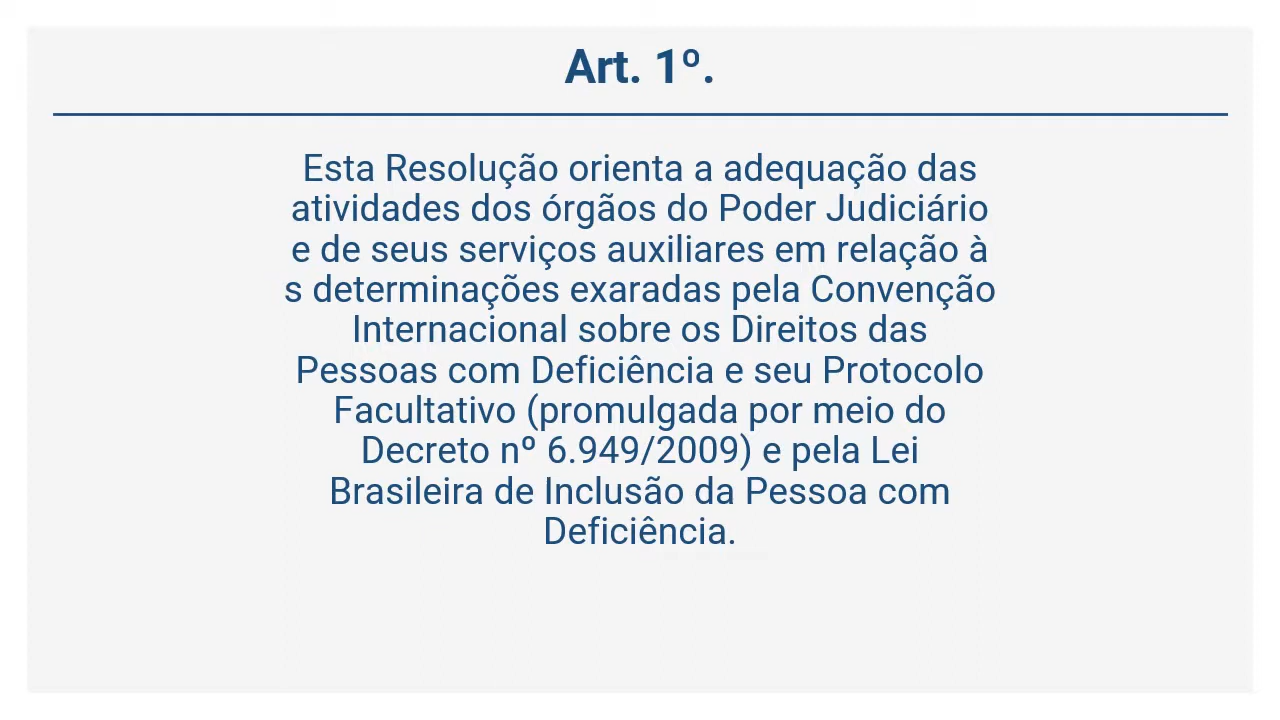 Art. 1º.
Esta Resolução orienta a adequação das
atividades dos órgãos do Poder Judiciário
e de seus serviços auxiliares em relação à
s determinações exaradas pela Convenção
Internacional sobre os Direitos das
Pessoas com Deficiência e seu Protocolo
Facultativo (promulgada por meio do
Decreto nº 6.949/2009) e pela Lei
Brasileira de Inclusão da Pessoa com
Deficiência.